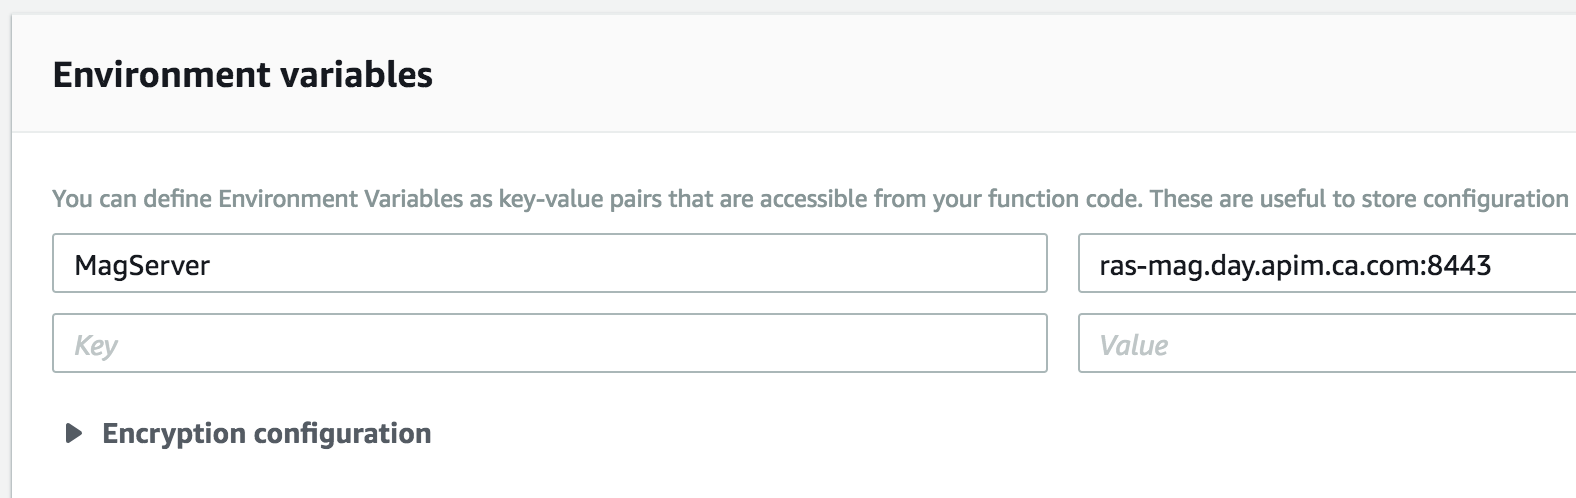 Environment variables
You can define Environment Variables as key-value pairs that are accessible from your function code. These are useful to store configuration
MagServer
ras-mag.day.apim.ca.com:8443
Key
Value
Encryption configuration